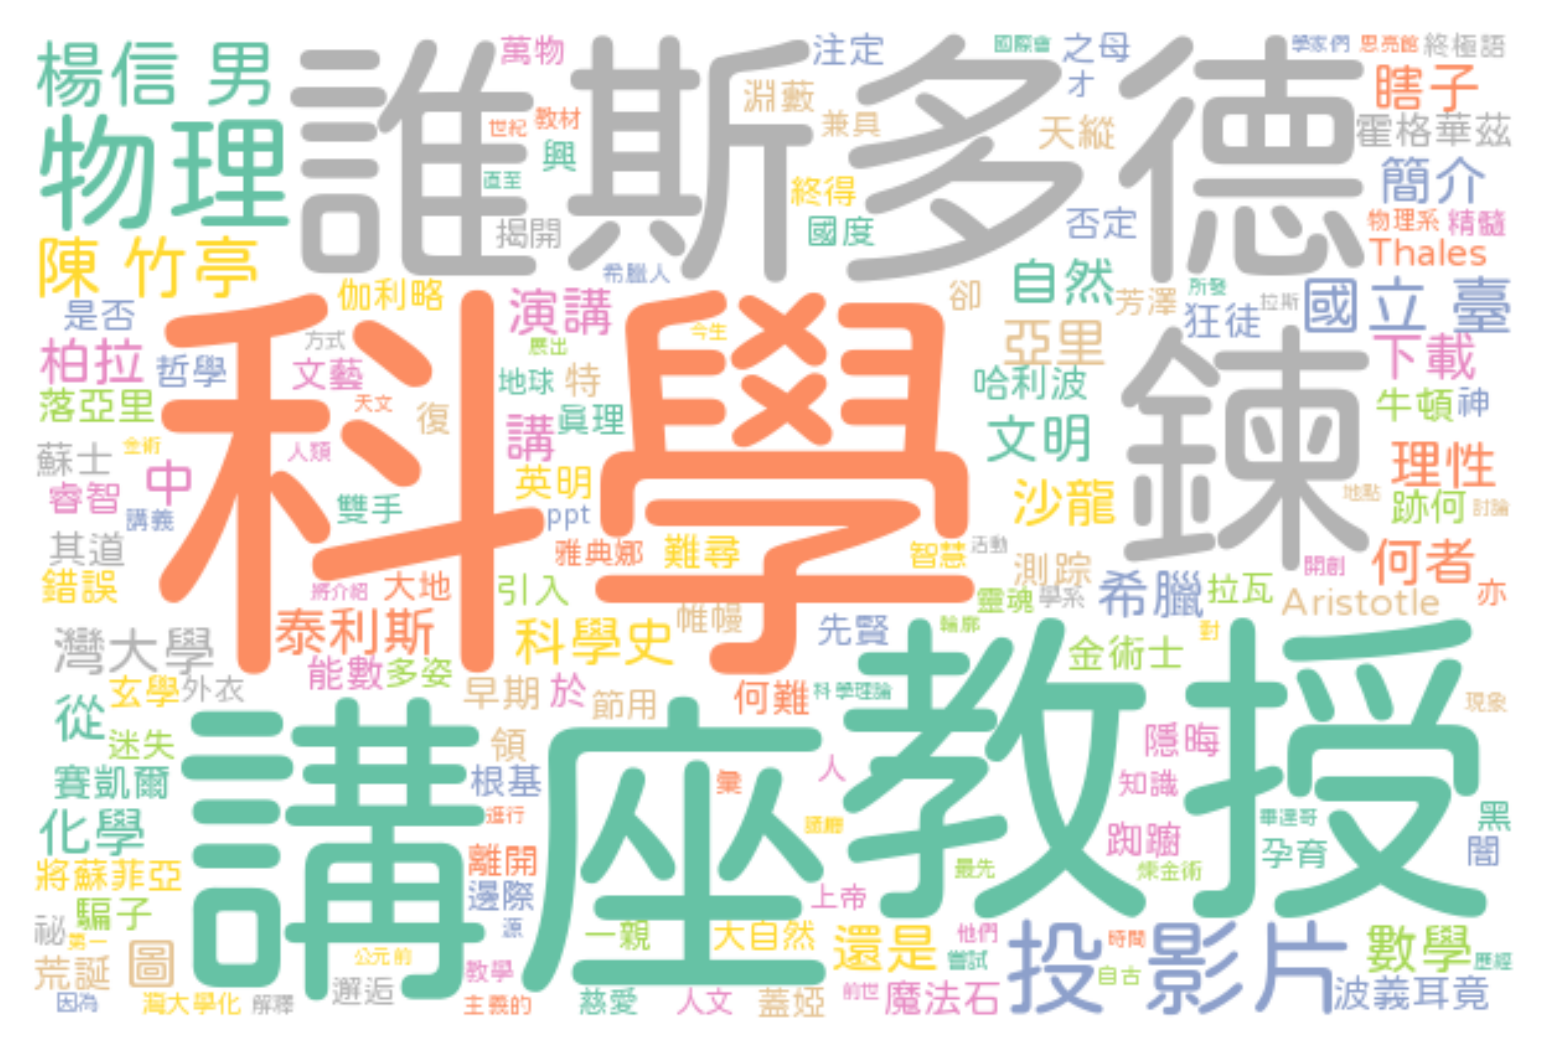 楊信 男
誰斯多德
萬物
注定
國際會
之母
學家們
思亮館
終極語
才
瞎子
物理
世紀
教材
淵藪
兼具
天縱
霍格華茲
興
直至
終得
簡介
揭開
國度
否定
物理系
精髓
陳 竹亭
希臘人
Thales
伽利略
演講
卻
自然
芳澤
所發
拉斯
國立 臺
是否
科學
今生
狂徒
鍊
方式
展出
亞里
下載
柏拉
哲學
文藝
地球
特
哈利波
落亞里
天文
復
講
真理
文明
牛頓
神
蘇士
金術
人類
理性
睿智
中
英明
沙龍
地點
講義
雙手
ppt
跡何
討論
其道
雅典娜
難尋
智慧
活動
測踪
開創
何者
錯誤
將介紹
大地
引入
靈魂
學系
希臘
拉瓦
Aristotle
亦
灣大學
泰利斯
科學史
帷幔
先賢
輪廓
對
金術士
能數
多姿
教授
玄學
外衣
早期
於
節用
何難
科學理論
現象
從
迷失
講座
領
隱晦
賽凱爾
根基
彙
人
知識
化學
進行
畢達哥
黑
離開
踟躕
孕育
闇
將蘇菲亞
邊際
上帝
最先
煉金術
騙子
祕
第一
源
一親
大自然
還是
他們
投影片
時間
數學
圖
公元前
荒誕
教學
嘗試
自古
歷經
因為
灣大學化
解釋
邂逅
主義的
慈愛
人文
蓋婭
前世
魔法石
波義耳竟